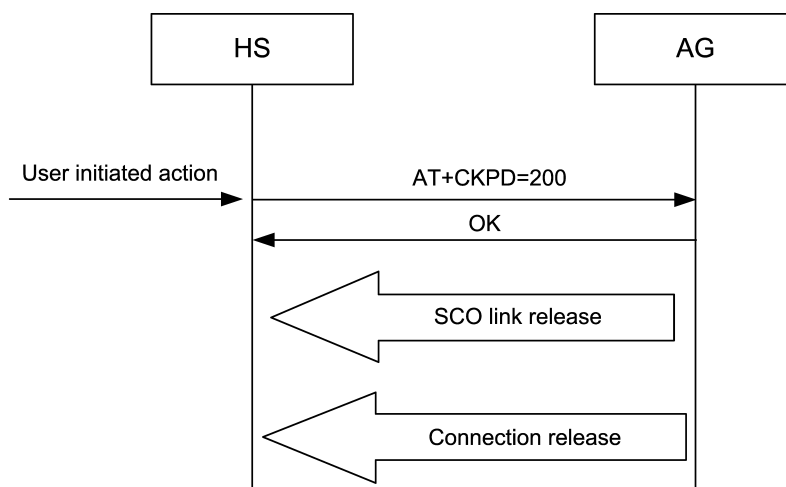 HS
AG
User initiated action
AT+CKPD=200
OK
SCO link release
Connection release